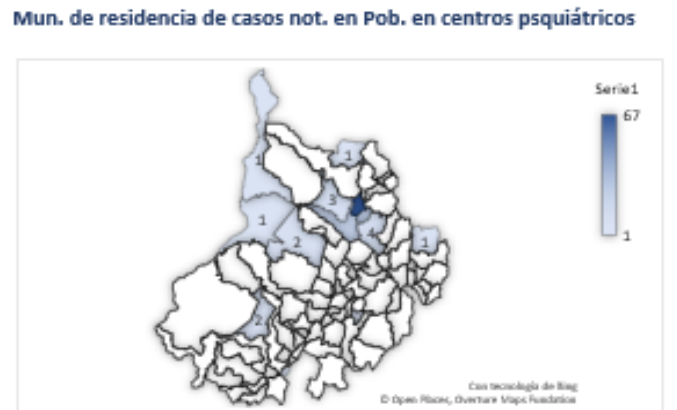 Mun. de residencia de casos not. en Pob. en centros psquiátricos
Serie1
67
1
1
1
3
4
1
2
1
2
Con tecnología de Bing
© Open Places, Overture Maps Fundation